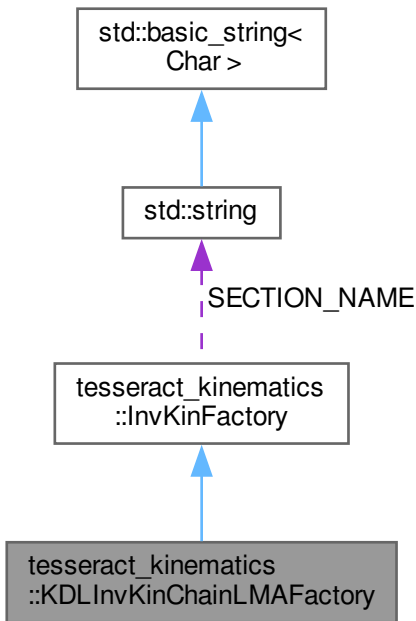 std::basic_string<
Char >
std::string
SECTION_NAME
tesseract_kinematics
::InvKinFactory
tesseract_kinematics
::KDLInvKinChainLMAFactory